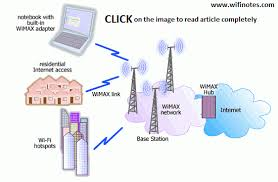 www.wifinotes.com
notebook with
built-in
WiMAX adapter
CLICK on the image to read article completely
residential
Internet access
WiMAX link
WiMAX
network
WiMAX
Hub
Internet
Wi-Fi
hotspots
Base Station